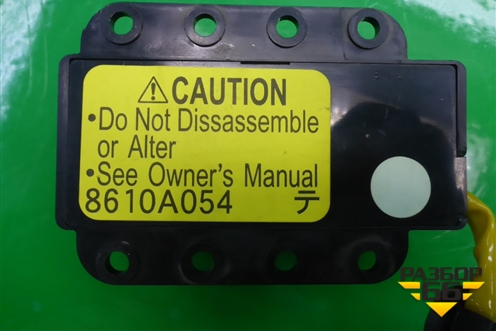 ⚠CAUTION
•Do Not Dissassemble
or Alter
•See Owner's Manual
8610A054 テ
РАЗБОР
66